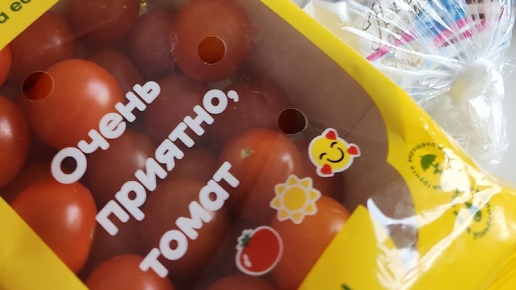 Очень
приятно,
томат